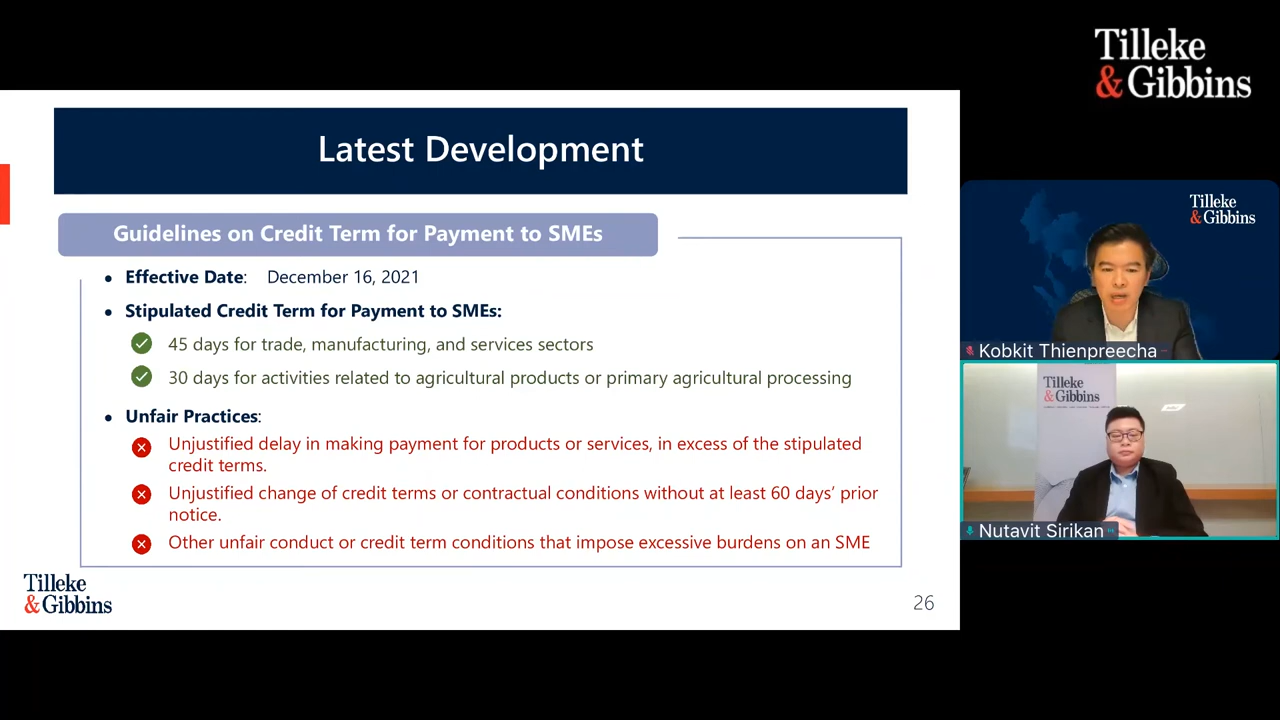 Tilleke
& Gibbins
Latest Development
Guidelines on Credit Term for Payment to SMEs
• Effective Date: December 16, 2021
• Stipulated Credit Term for Payment to SMEs:
45 days for trade, manufacturing, and services sectors
30 days for activities related to agricultural products or primary agricultural processing
• Unfair Practices:
Unjustified delay in making payment for products or services, in excess of the stipulated
credit terms.
Unjustified change of credit terms or contractual conditions without at least 60 days’ prior
notice.
Other unfair conduct or credit term conditions that impose excessive burdens on an SME
Tilleke
& Gibbins
26
Tilleke
& Gibbins
Kobkit Thienpreecha
Tilleke
& Gibbins
Nutavit Sirikan